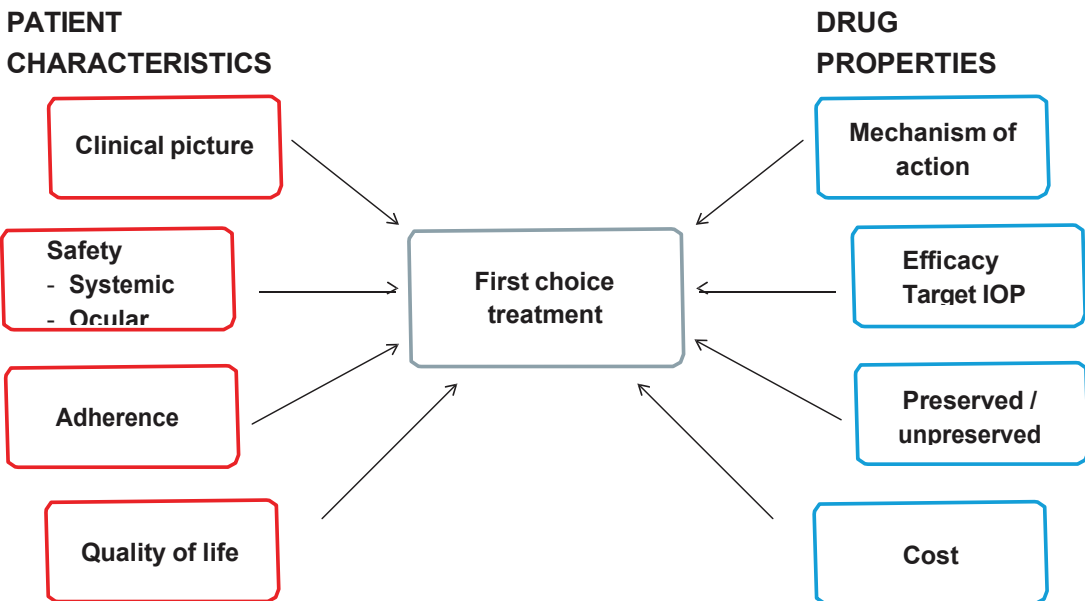 PATIENT
CHARACTERISTICS
Clinical picture
Safety
- Systemic
- Ocular
Adherence
Quality of life
First choice
treatment
DRUG
PROPERTIES
Mechanism of
action
Efficacy
Target IOP
Preserved /
unpreserved
Cost